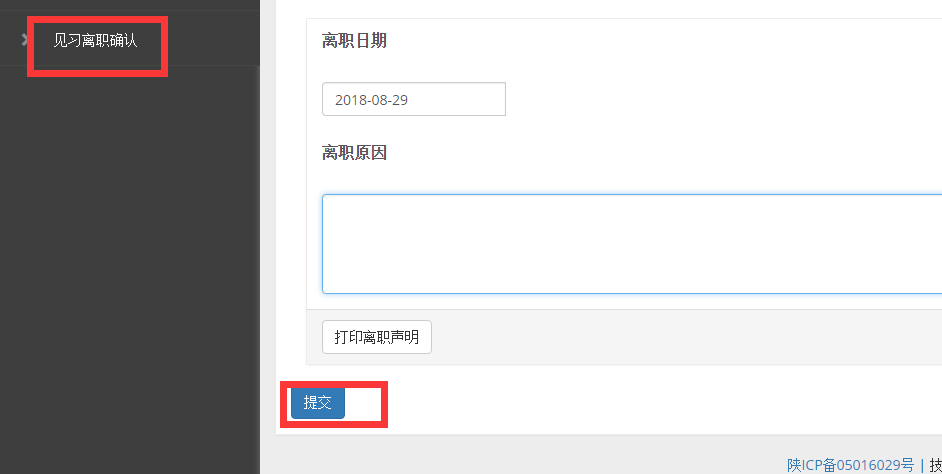 见习离职确认
离职日期
2018-08-29
离职原因
打印离职声明
提交
陕ICP备05016029号 | 技